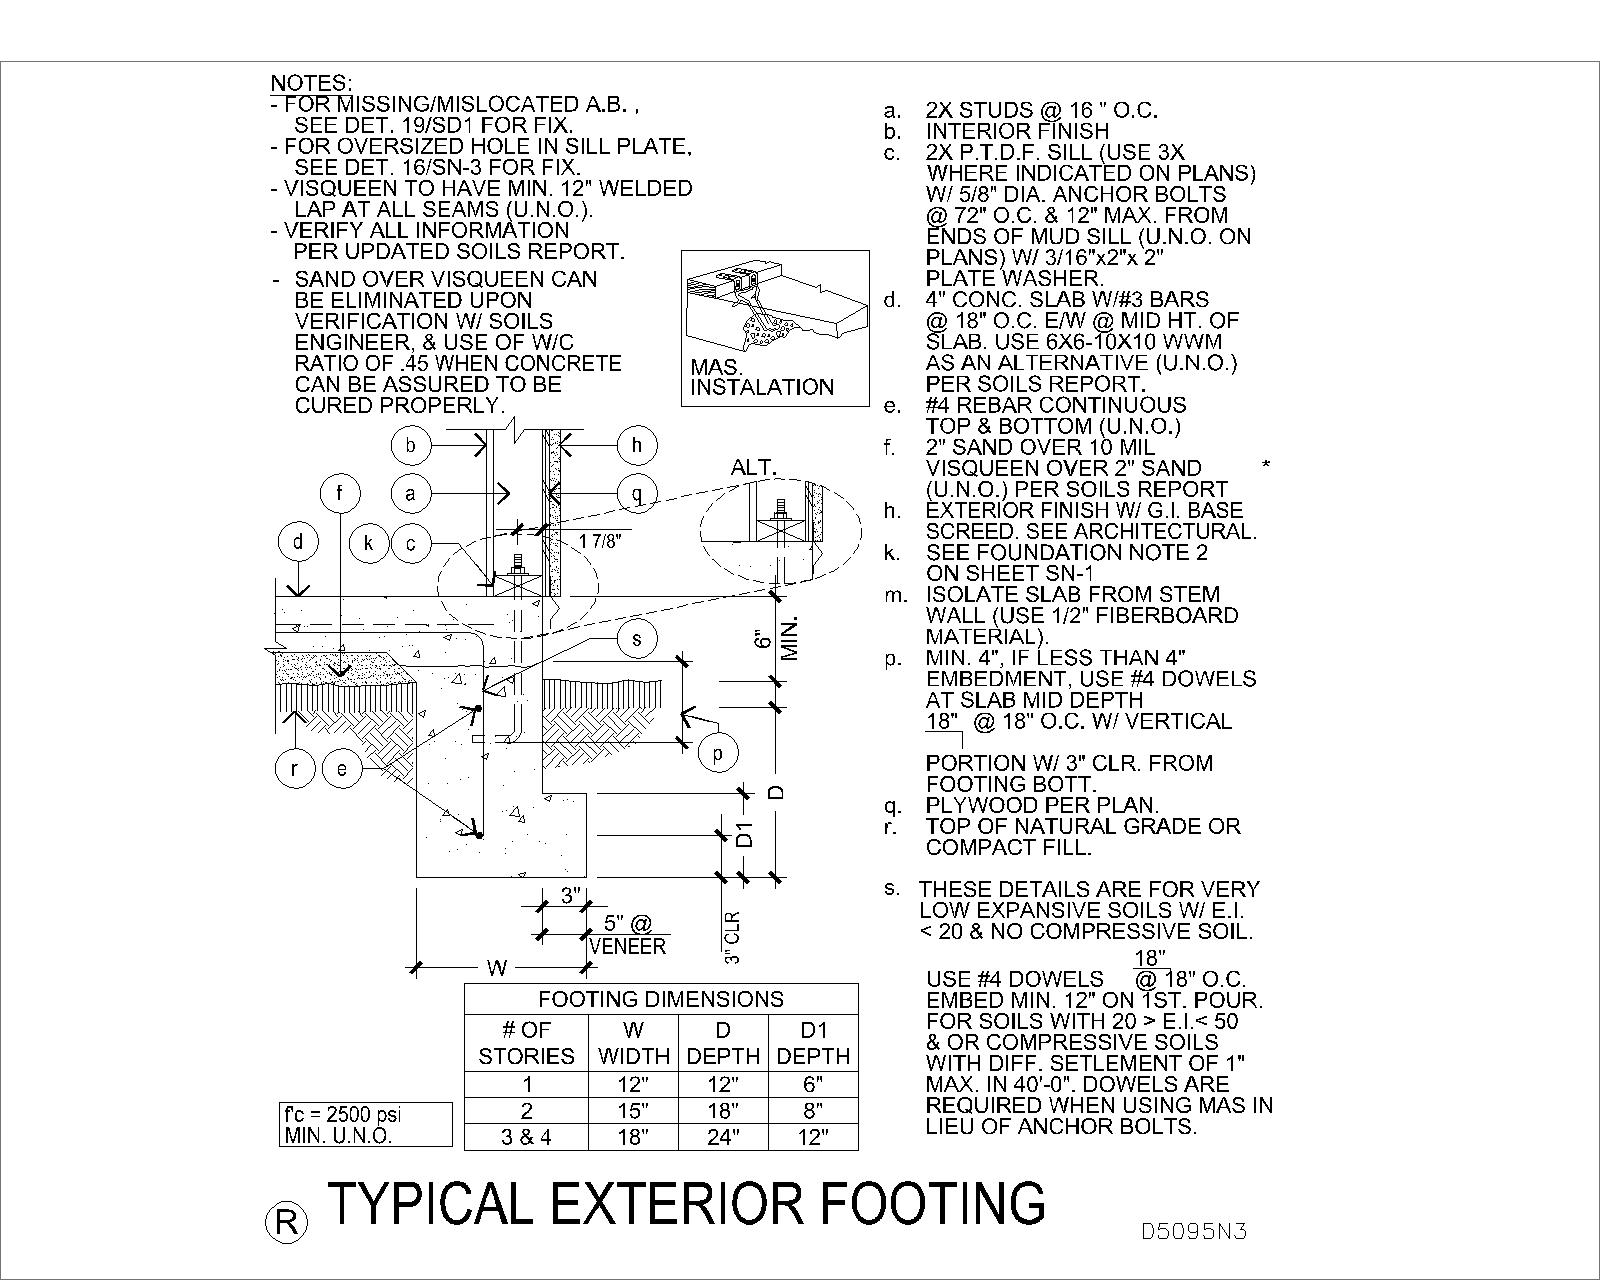 NOTES:
- FOR MISSING/MISLOCATED A.B. ,
SEE DET. 19/SD1 FOR FIX.
- FOR OVERSIZED HOLE IN SILL PLATE,
SEE DET. 16/SN-3 FOR FIX.
- VISQUEEN TO HAVE MIN. 12" WELDED
LAP AT ALL SEAMS (U.N.O.).
- VERIFY ALL INFORMATION
PER UPDATED SOILS REPORT.
- SAND OVER VISQUEEN CAN
BE ELIMINATED UPON
VERIFICATION W/ SOILS
ENGINEER, & USE OF W/C
RATIO OF .45 WHEN CONCRETE
CAN BE ASSURED TO BE
CURED PROPERLY.
MAS.
INSTALATION
b
h
ALT.
f
a
q
d
k
c
1 7/8"
s
6"
MIN.
r
e
p
D
D1
3"
5" @
VENEER
3" CLR
W
FOOTING DIMENSIONS
# OF W D D1
STORIES WIDTH DEPTH DEPTH
1 12" 12" 6"
2 15" 18" 8"
3 & 4 18" 24" 12"
f'c = 2500 psi
MIN. U.N.O.
a. 2X STUDS @ 16 " O.C.
b. INTERIOR FINISH
c. 2X P.T.D.F. SILL (USE 3X
WHERE INDICATED ON PLANS)
W/ 5/8" DIA. ANCHOR BOLTS
@ 72" O.C. & 12" MAX. FROM
ENDS OF MUD SILL (U.N.O. ON
PLANS) W/ 3/16"x2"x 2"
PLATE WASHER.
d. 4" CONC. SLAB W/#3 BARS
@ 18" O.C. E/W @ MID HT. OF
SLAB. USE 6X6-10X10 WWM
AS AN ALTERNATIVE (U.N.O.)
PER SOILS REPORT.
e. #4 REBAR CONTINUOUS
TOP & BOTTOM (U.N.O.)
f. 2" SAND OVER 10 MIL
VISQUEEN OVER 2" SAND *
(U.N.O.) PER SOILS REPORT
h. EXTERIOR FINISH W/ G.I. BASE
SCREED. SEE ARCHITECTURAL.
k. SEE FOUNDATION NOTE 2
ON SHEET SN-1
m. ISOLATE SLAB FROM STEM
WALL (USE 1/2" FIBERBOARD
MATERIAL).
p. MIN. 4", IF LESS THAN 4"
EMBEDMENT, USE #4 DOWELS
AT SLAB MID DEPTH
18" @ 18" O.C. W/ VERTICAL
PORTION W/ 3" CLR. FROM
FOOTING BOTT.
q. PLYWOOD PER PLAN.
r. TOP OF NATURAL GRADE OR
COMPACT FILL.
s. THESE DETAILS ARE FOR VERY
LOW EXPANSIVE SOILS W/ E.I.
< 20 & NO COMPRESSIVE SOIL.
18"
USE #4 DOWELS @ 18" O.C.
EMBED MIN. 12" ON 1ST. POUR.
FOR SOILS WITH 20 > E.I.< 50
& OR COMPRESSIVE SOILS
WITH DIFF. SETLEMENT OF 1"
MAX. IN 40'-0". DOWELS ARE
REQUIRED WHEN USING MAS IN
LIEU OF ANCHOR BOLTS.
R TYPICAL EXTERIOR FOOTING
D5095N3